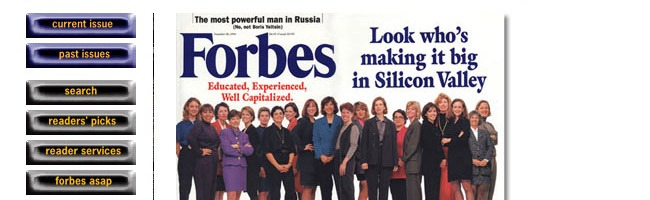 current issue
past issues
search
readers' picks
reader services
forbes asap
The most powerful man in Russia
(No, not Boris Yeltsin)
Forbes
Educated, Experienced,
Well Capitalized.
Look who's
making it big
in Silicon Valley